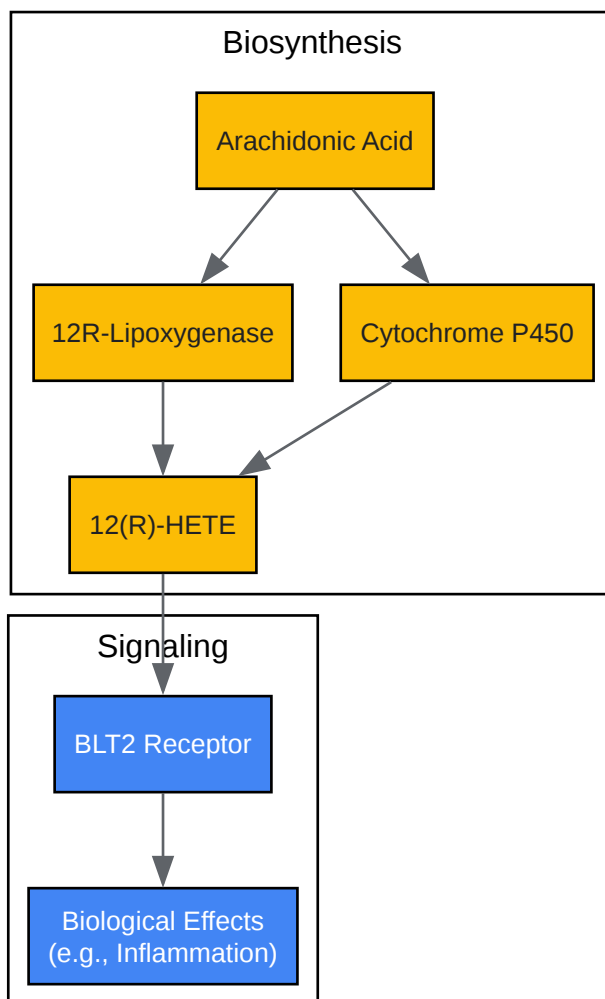 Biosynthesis
Arachidonic Acid
12R-Lipoxygenase
Cytochrome P450
12(R)-HETE
Signaling
BLT2 Receptor
Biological Effects
(e.g., Inflammation)